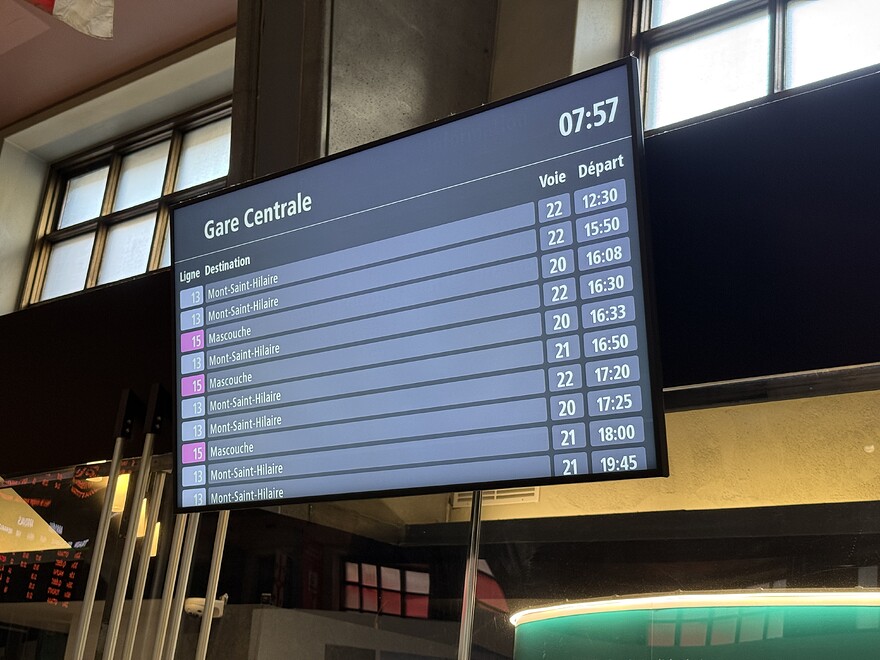 07:57
Gare Centrale
Ligne Destination Voie Départ
13 Mont-Saint-Hilaire 22 12:30
13 Mont-Saint-Hilaire 22 15:50
15 Mascouche 20 16:08
13 Mont-Saint-Hilaire 22 16:30
15 Mascouche 20 16:33
13 Mont-Saint-Hilaire 21 16:50
13 Mont-Saint-Hilaire 22 17:20
15 Mascouche 20 17:25
13 Mont-Saint-Hilaire 21 18:00
13 Mont-Saint-Hilaire 21 19:45